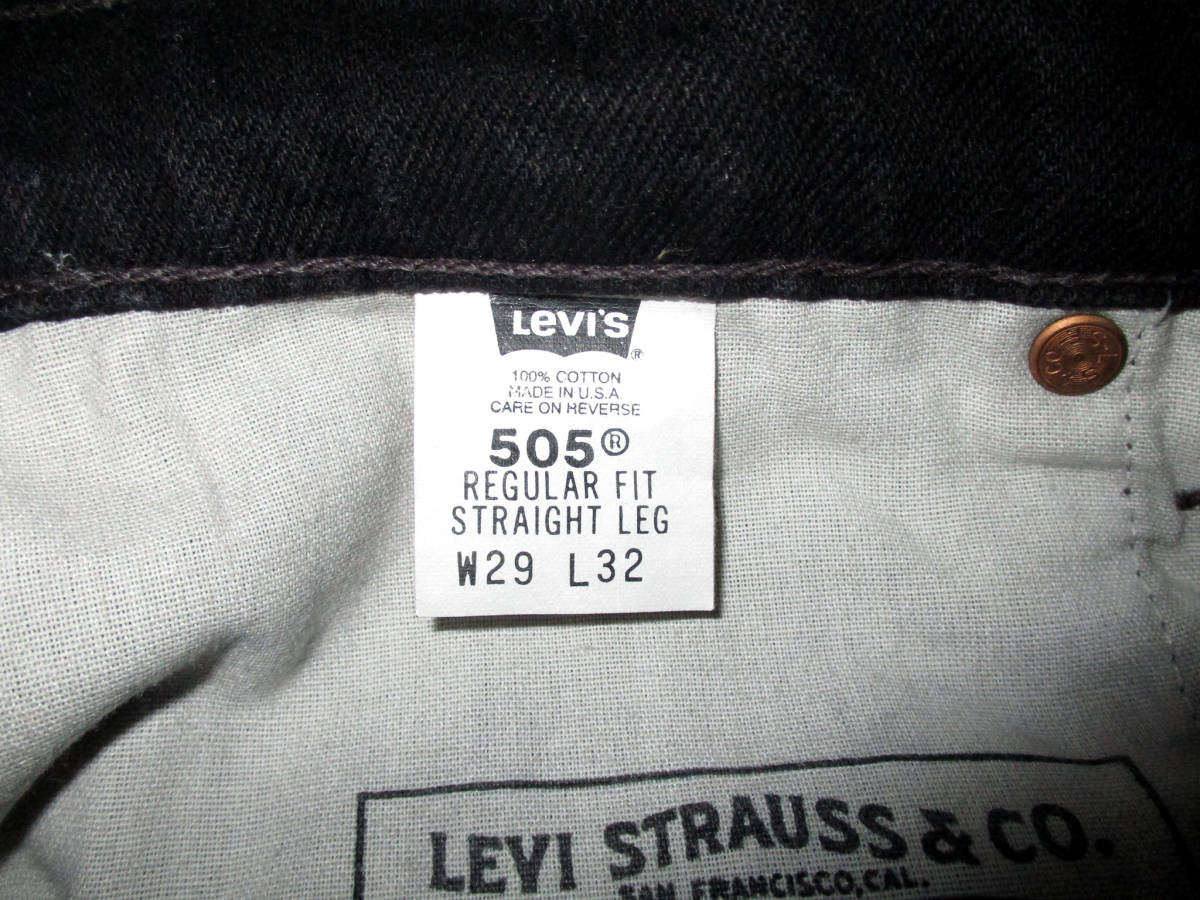 LEVI'S
®
100% COTTON
MADE IN U.S.A.
CARE ON REVERSE
505®
REGULAR FIT
STRAIGHT LEG
W29 L32
LEVI STRAUSS & CO.
SAN FRANCISCO, CAL.